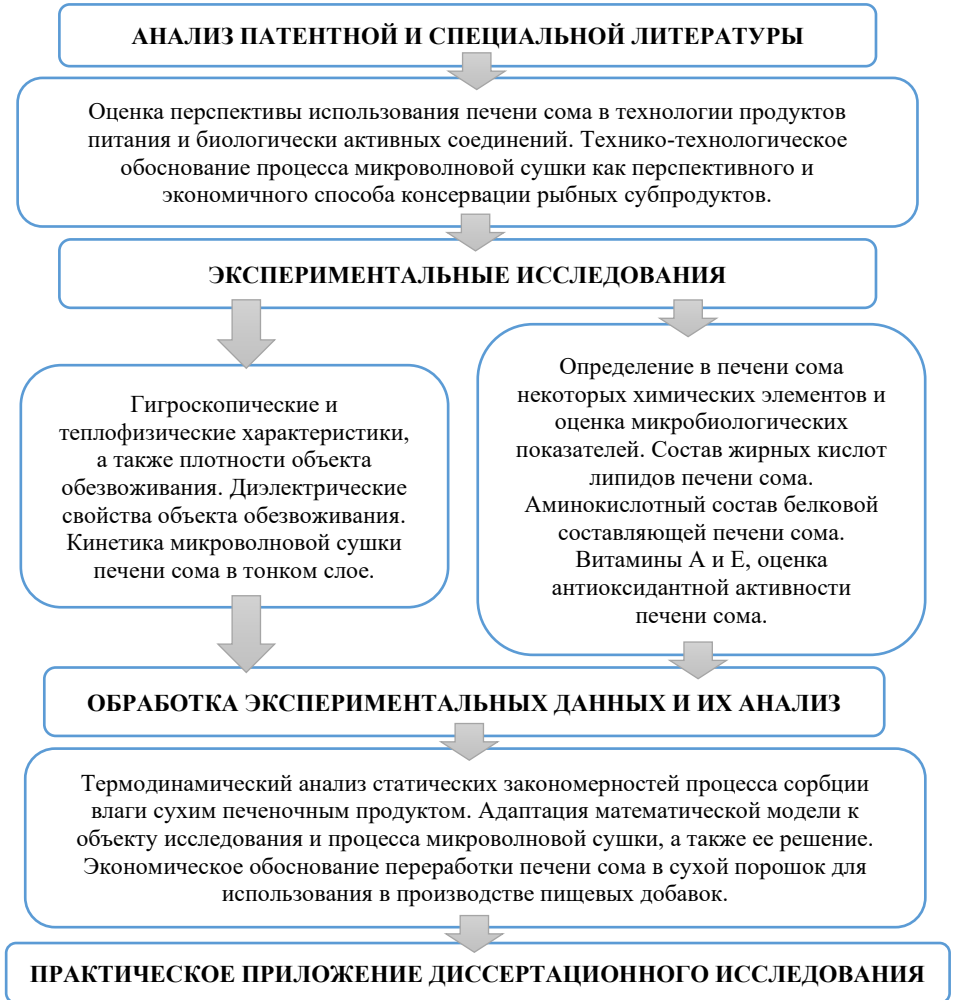 АНАЛИЗ ПАТЕНТНОЙ И СПЕЦИАЛЬНОЙ ЛИТЕРАТУРЫ
Оценка перспективы использования печени сома в технологии продуктов
питания и биологически активных соединений. Технико-технологическое
обоснование процесса микроволновой сушки как перспективного и
экономичного способа консервации рыбных субпродуктов.
ЭКСПЕРИМЕНТАЛЬНЫЕ ИССЛЕДОВАНИЯ
Гигроскопические и
теплофизические характеристики,
а также плотности объекта
обезвоживания. Диэлектрические
свойства объекта обезвоживания.
Кинетика микроволновой сушки
печени сома в тонком слое.
Определение в печени сома
некоторых химических элементов и
оценка микробиологических
показателей. Состав жирных кислот
липидов печени сома.
Аминокислотный состав белковой
составляющей печени сома.
Витамины А и Е, оценка
антиоксидантной активности
печени сома.
ОБРАБОТКА ЭКСПЕРИМЕНТАЛЬНЫХ ДАННЫХ И ИХ АНАЛИЗ
Термодинамический анализ статических закономерностей процесса сорбции
влаги сухим печеночным продуктом. Адаптация математической модели к
объекту исследования и процесса микроволновой сушки, а также ее решение.
Экономическое обоснование переработки печени сома в сухой порошок для
использования в производстве пищевых добавок.
ПРАКТИЧЕСКОЕ ПРИЛОЖЕНИЕ ДИССЕРТАЦИОННОГО ИССЛЕДОВАНИЯ